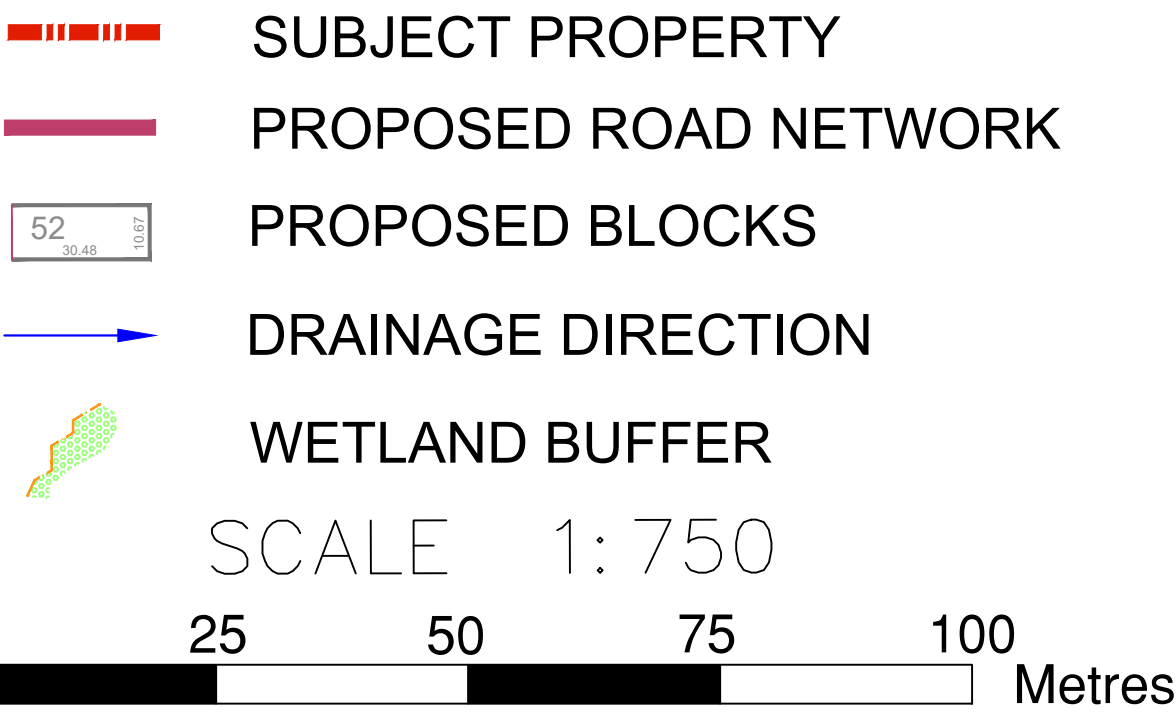 SUBJECT PROPERTY
PROPOSED ROAD NETWORK
52
30.48
10.67
PROPOSED BLOCKS
DRAINAGE DIRECTION
WETLAND BUFFER
SCALE 1:750
25 50 75 100
Metres